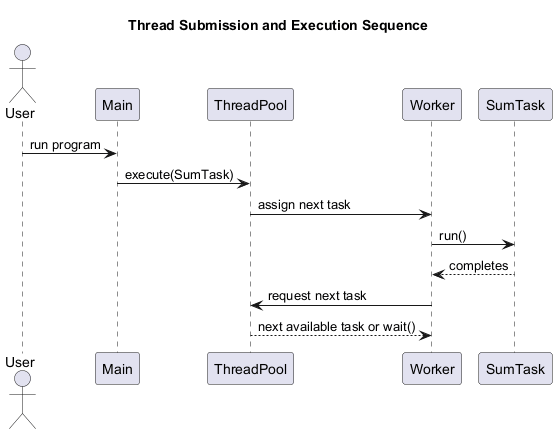 Thread Submission and Execution Sequence
User
Main
ThreadPool
Worker
SumTask
run program
execute(SumTask)
assign next task
run()
completes
request next task
next available task or wait()
User
Main
ThreadPool
Worker
SumTask